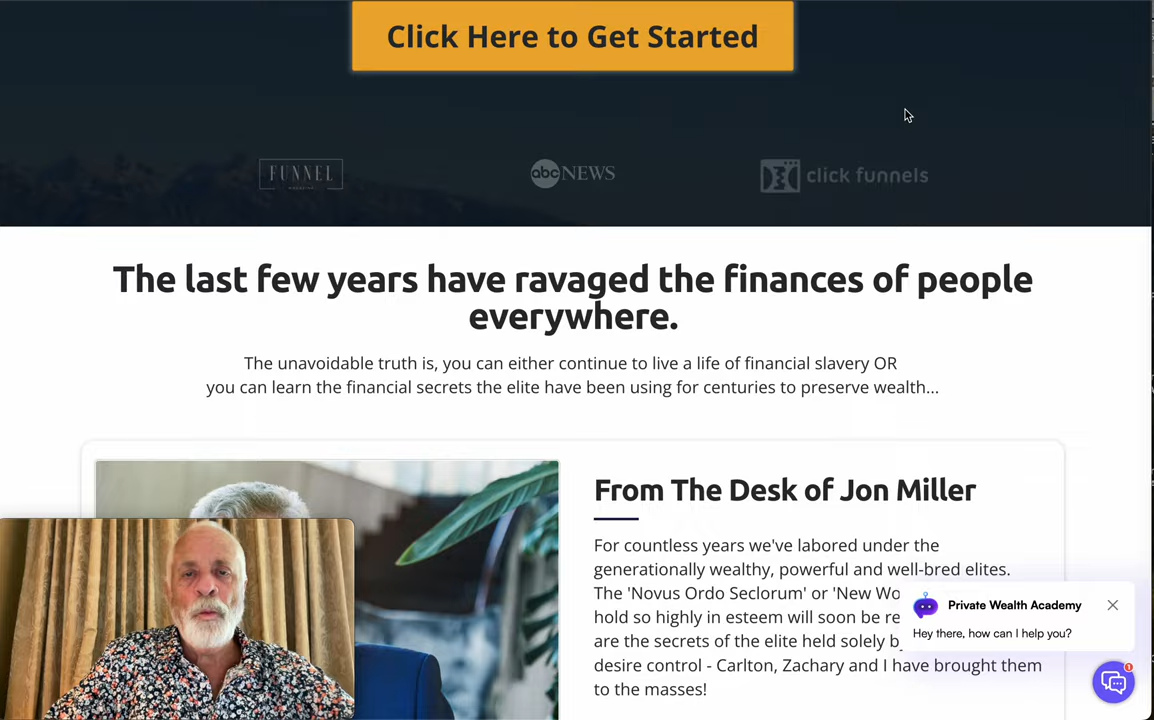 Click Here to Get Started
FUNNEL
abc NEWS
click funnels
The last few years have ravaged the finances of people
everywhere.
The unavoidable truth is, you can either continue to live a life of financial slavery OR
you can learn the financial secrets the elite have been using for centuries to preserve wealth...
From The Desk of Jon Miller
For countless years we've labored under the
generationally wealthy, powerful and well-bred elites.
The 'Novus Ordo Seclorum' or 'New Wo
hold so highly in esteem will soon be re
are the secrets of the elite held solely b
desire control - Carlton, Zachary and I have brought them
to the masses!
Private Wealth Academy
Hey there, how can I help you?
1